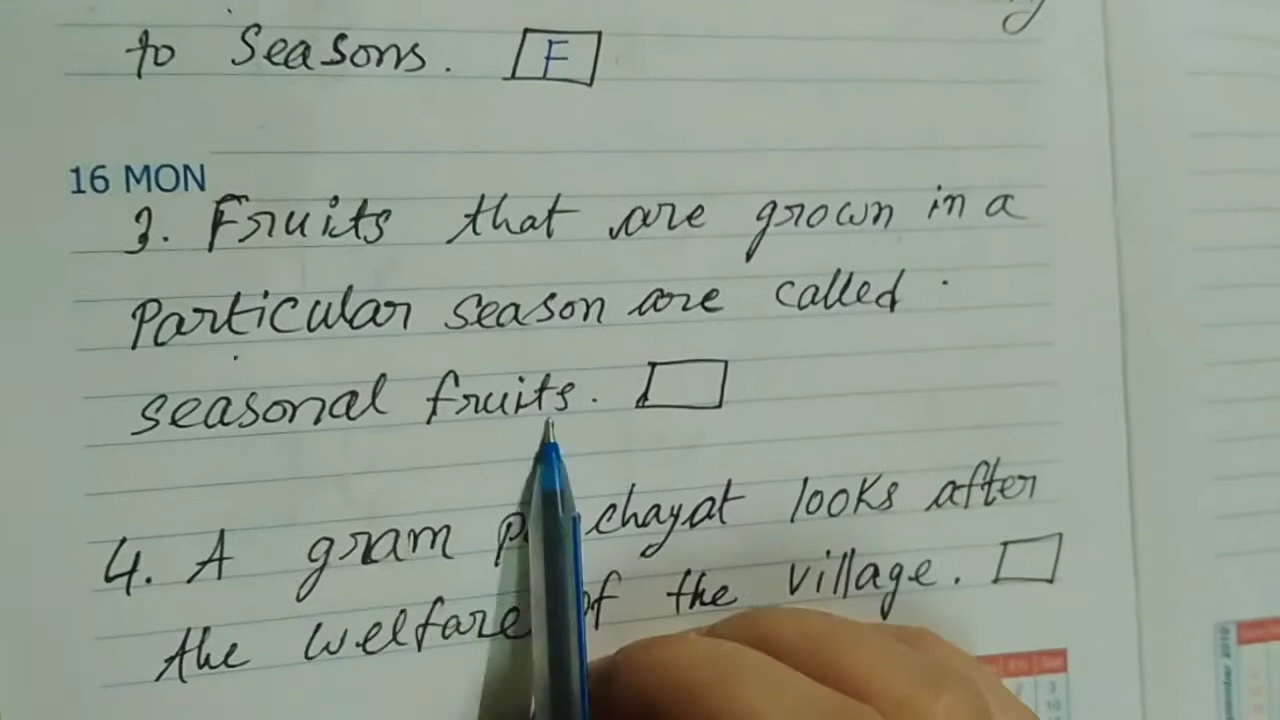 to Seasons. F
16 MON
3. Fruits that are grown in a
Particular season are called
seasonal fruits.
4. A gram chayat looks after
the welfare of the village.